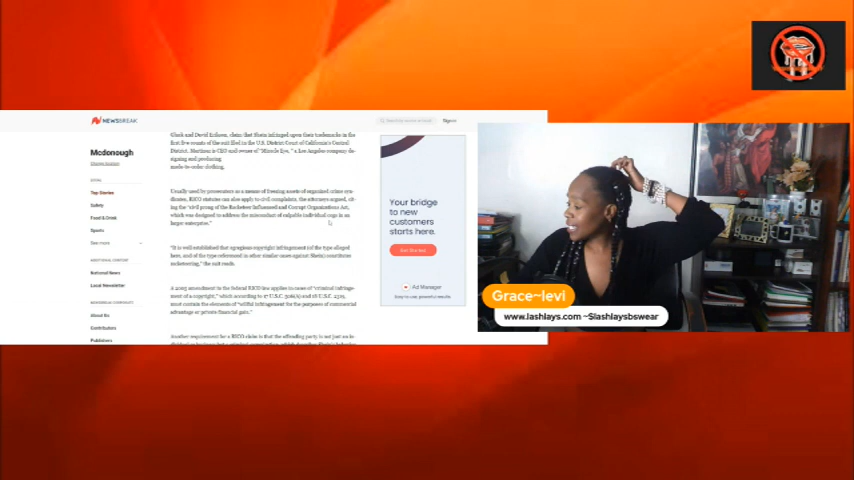 NEWSBREAK
Sign in
Mcdonough
LOCAL
Top Stories
Safety
Food & Drink
Sports
See more
National News
Local Newsletter
About Us
Contributors
Publishers
Clark and David Erikson, claim that Shein infringed upon their trademarks in the
first five counts of the suit filed in the U.S. District Court of California's Central
District. Martinez is CEO and owner of "Miracle Eye," a Los Angeles company de-
signing and producing
made-to-order clothing.
Usually used by prosecutors as a means of freezing assets of organized crime syn-
dicates, RICO statutes can also apply to civil complaints, the attorneys argued, cit-
ing the "civil prong of the Racketeer Influenced and Corrupt Organizations Act,
which was designed to address the misconduct of culpable individual cogs in an
larger enterprise."
"It is well established that egregious copyright infringement of the type alleged
here, and of the type referenced in other similar cases against Shein) constitutes
racketeering," the suit reads.
A 2005 amendment to the federal RICO law applies to cases of "criminal infringe-
ment of a copyright," which according to 17 U.S.C. 506(a) and 18 U.S.C. 2319,
must contain the elements of "willful infringement for the purposes of commercial
advantage or private financial gain."
Another requirement for a RICO claim is that the offending party is not just an in-
Your bridge
to new
customers
starts here.
Get Started
Ad Manager
Easy to use, powerful results
Grace~levi
www.lashlays.com ~$lashlaysbswear